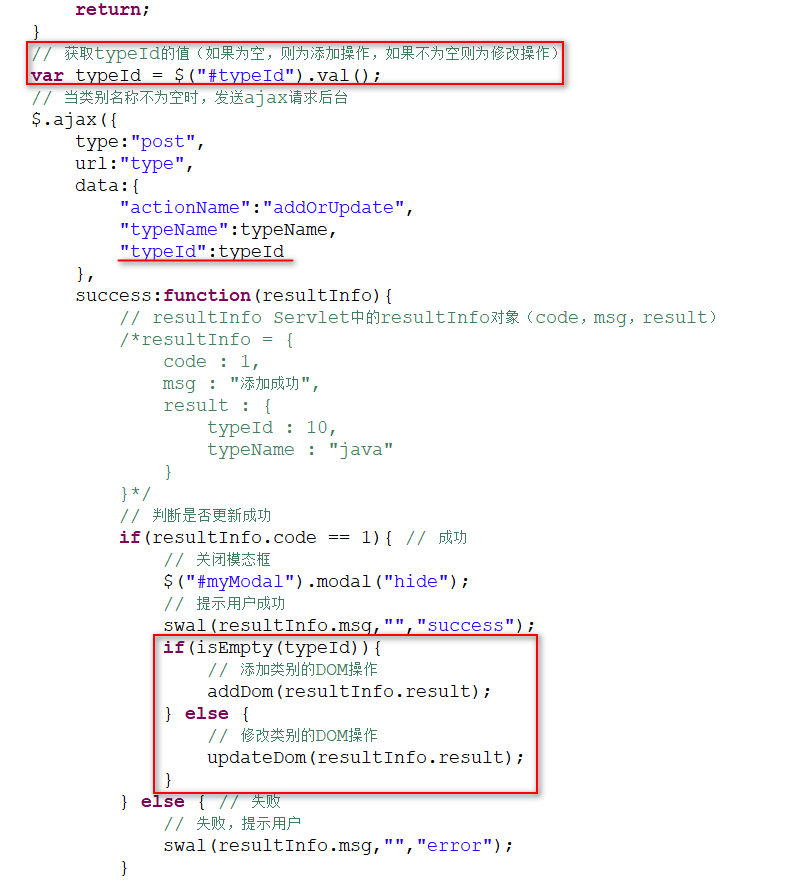 return;
}
// 获取typeId的值（如果为空，则为添加操作，如果不为空则为修改操作）
var typeId = $("#typeId").val();
// 当类别名称不为空时，发送ajax请求后台
$.ajax({
type:"post",
url:"type",
data:{
"actionName":"addOrUpdate",
"typeName":typeName,
"typeId":typeId
},
success:function(resultInfo){
// resultInfo Servlet中的resultInfo对象（code，msg，result）
/*resultInfo = {
code : 1,
msg : "添加成功",
result : {
typeId : 10,
typeName : "java"
}
}*/
// 判断是否更新成功
if(resultInfo.code == 1){ // 成功
// 关闭模态框
$("#myModal").modal("hide");
// 提示用户成功
swal(resultInfo.msg,"","success");
if(isEmpty(typeId)){
// 添加类别的DOM操作
addDom(resultInfo.result);
} else {
// 修改类别的DOM操作
updateDom(resultInfo.result);
}
} else { // 失败
// 失败，提示用户
swal(resultInfo.msg,"","error");
}